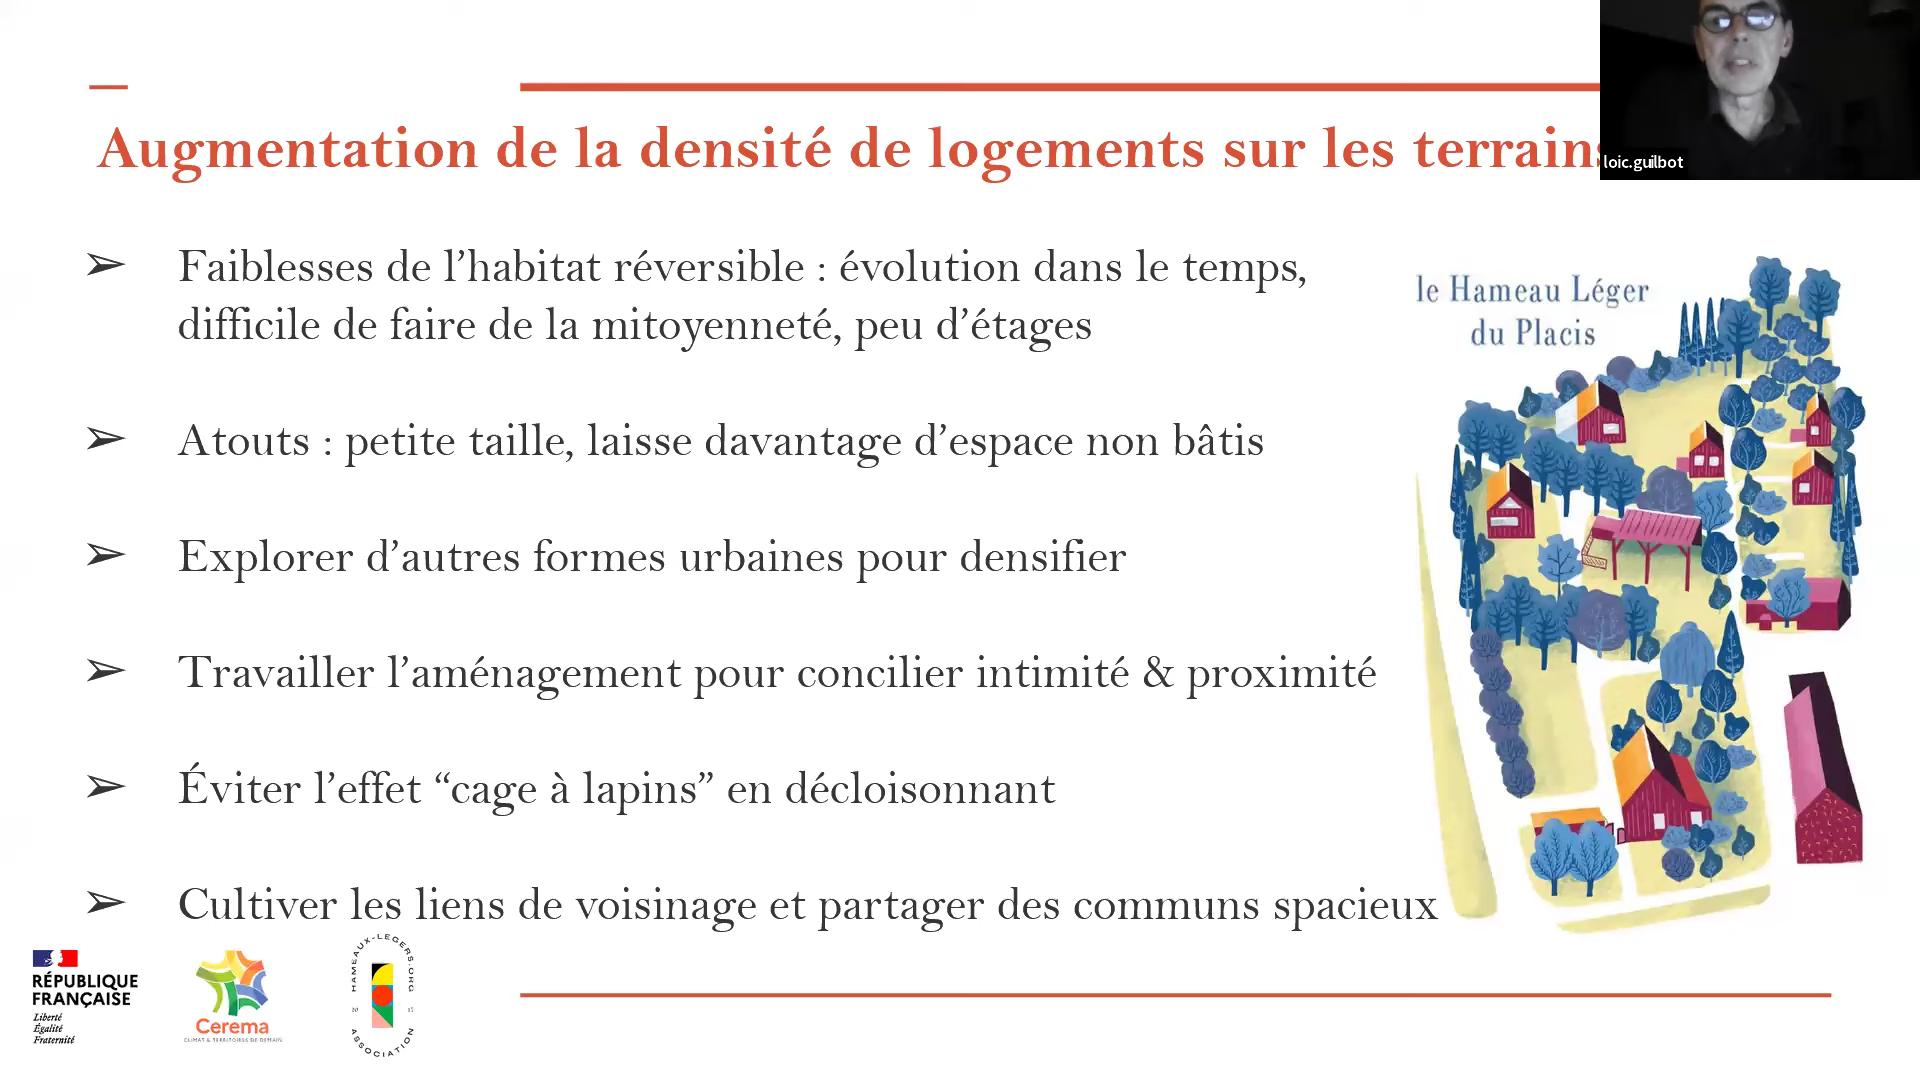 Augmentation de la densité de logements sur les terrains
loic.guilbot
➢ Faiblesses de l’habitat réversible : évolution dans le temps,
difficile de faire de la mitoyenneté, peu d’étages
➢ Atouts : petite taille, laisse davantage d’espace non bâtis
➢ Explorer d’autres formes urbaines pour densifier
➢ Travailler l’aménagement pour concilier intimité & proximité
➢ Éviter l’effet “cage à lapins” en décloisonnant
➢ Cultiver les liens de voisinage et partager des communs spacieux
le Hameau Léger
du Placis
RÉPUBLIQUE
FRANÇAISE
Liberté
Égalité
Fraternité
Cerema
CLIMAT & TERRITOIRES DE DEMAIN
HAMEAUX-LEGERS.ORG
20 17
ASSOCIATION